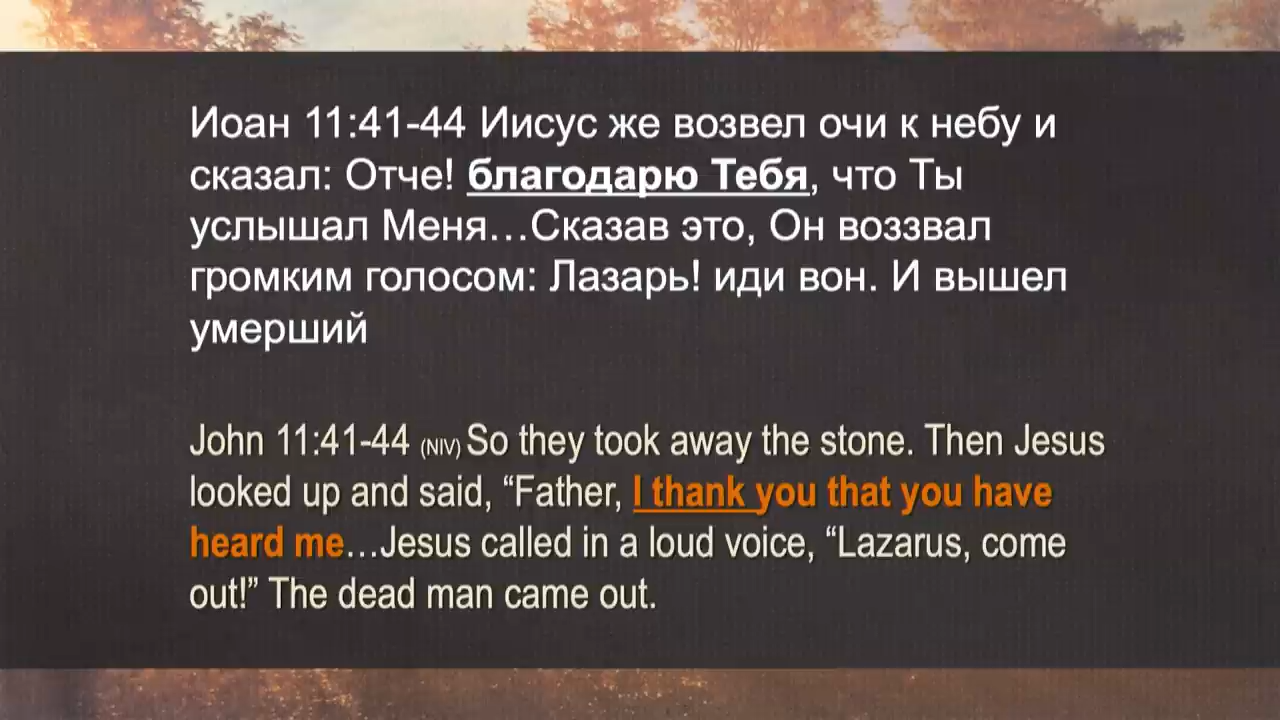 Иоан 11:41-44 Иисус же возвел очи к небу и
сказал: Отче! благодарю Тебя, что Ты
услышал Меня…Сказав это, Он воззвал
громким голосом: Лазарь! иди вон. И вышел
умерший
John 11:41-44 (NIV) So they took away the stone. Then Jesus
looked up and said, “Father, I thank you that you have
heard me…Jesus called in a loud voice, “Lazarus, come
out!” The dead man came out.